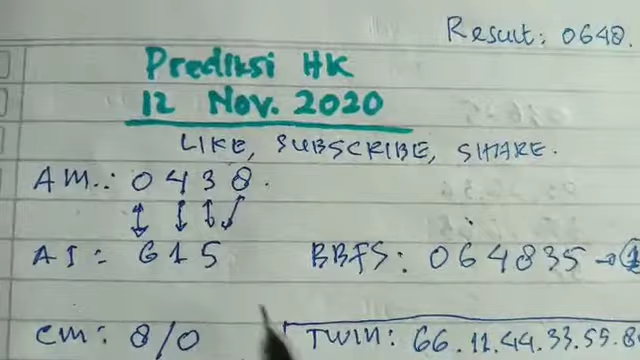 Result: 0640.
Prediksi HK
12 Nov. 2020
LIKE, SUBSCRIBE, SHARE.
AM.: 0438.
AI: 615
BBFS: 064835 →
CM: 8/0
TWIN: 66.11.44.33.55.8